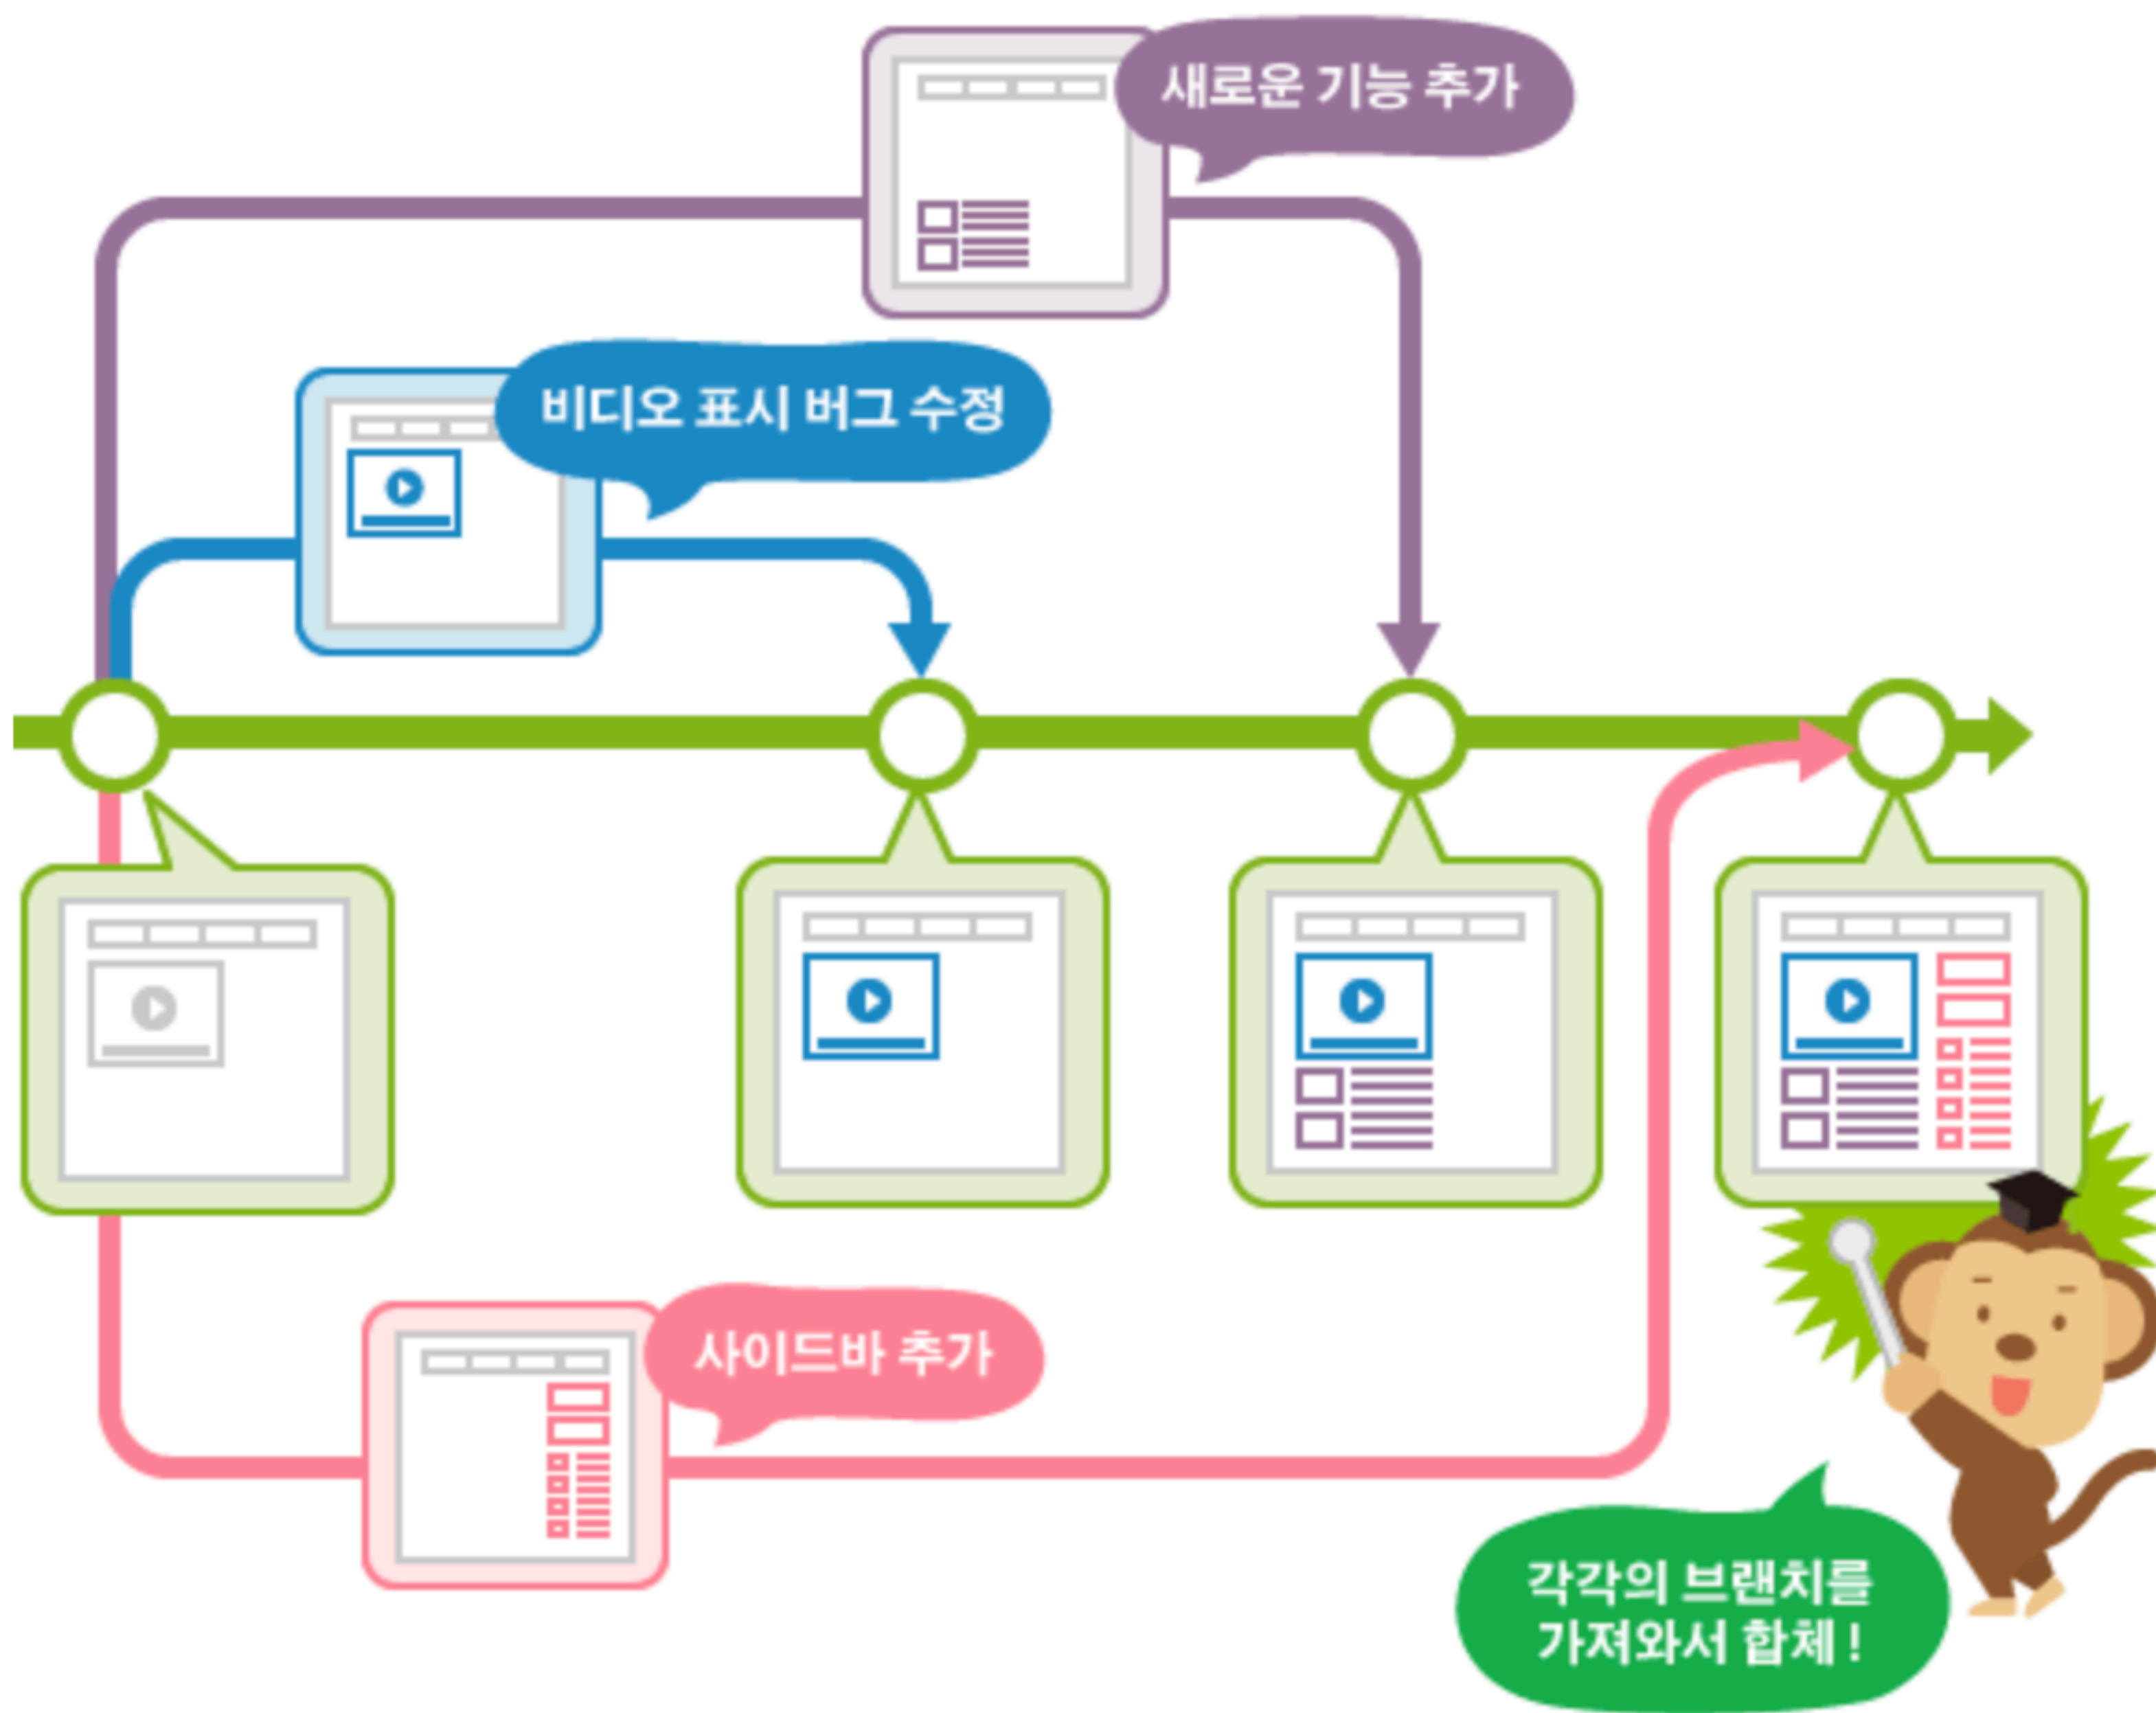 새로운 기능 추가
비디오 표시 버그 수정
사이드바 추가
각각의 브랜치를
가져와서 합체 !